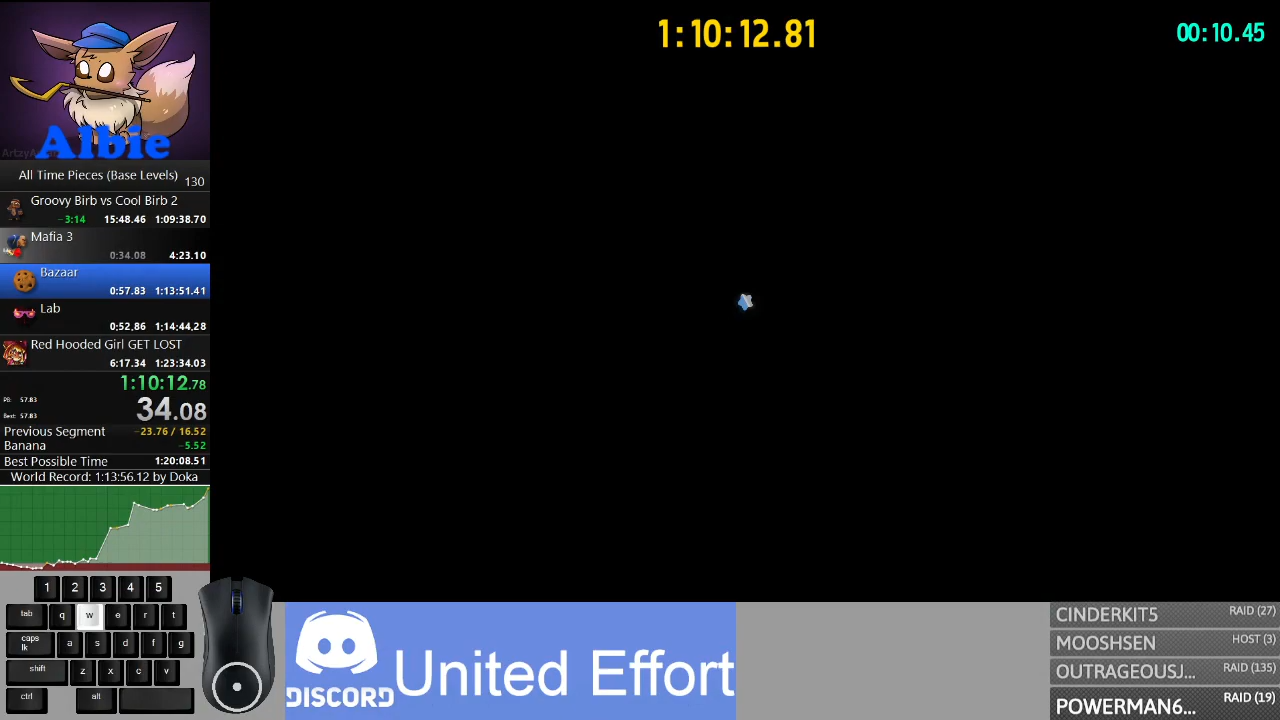 1:10:12.81
00:10.45
Albie
All Time Pieces (Base Levels)
130
Groovy Birb vs Cool Birb 2
-3:14 15:48.46 1:09:38.70
Mafia 3
0:34.08 4:23.10
Bazaar
0:57.83 1:13:51.41
Lab
0:52.86 1:14:44.28
Red Hooded Girl GET LOST
6:17.34 1:23:34.03
1:10:12.78
PB: 57.83
34.08
Best: 57.83
Previous Segment -23.76 / 16.52
Banana -5.52
Best Possible Time 1:20:08.51
World Record: 1:13:56.12 by Doka
1 2 3 4 5
tab q w e r t
caps lk a s d f g
shift z x c v
ctrl alt
DISCORD
United Effort
CINDERKIT5 RAID (27)
MOOSHSEN HOST (3)
OUTRAGEOUSJ... RAID (135)
POWERMAN6... RAID (19)